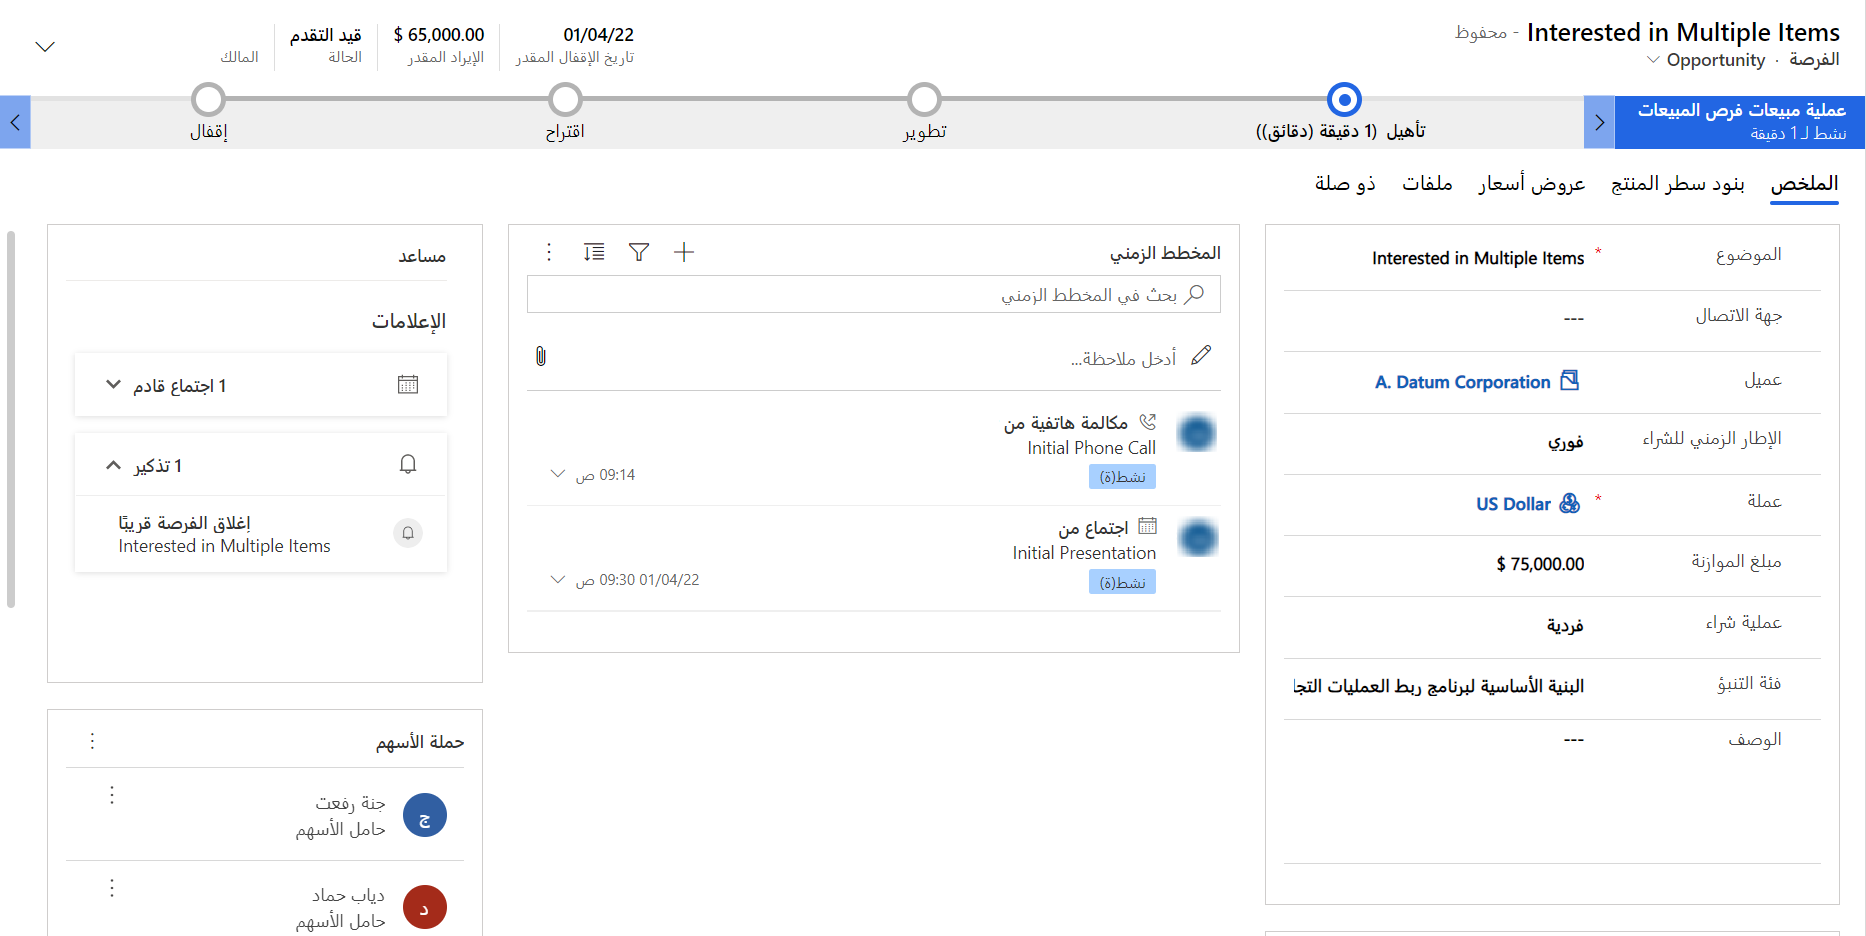 Interested in Multiple Items - محفوظ
الفرصة · Opportunity
01/04/22
تاريخ الإقفال المقدر
$ 65,000.00
الإيراد المقدر
قيد التقدم
الحالة
المالك
عملية مبيعات فرص المبيعات
نشط لـ 1 دقيقة
تأهيل (1 دقيقة (دقائق))
تطوير
اقتراح
إقفال
الملخص
بنود سطر المنتج
عروض أسعار
ملفات
ذو صلة
الموضوع
* Interested in Multiple Items
جهة الاتصال
---
عميل
A. Datum Corporation
الإطار الزمني للشراء
فوري
عملة
* US Dollar
مبلغ الموازنة
$ 75,000.00
عملية شراء
فردية
فئة التنبؤ
البنية الأساسية لبرنامج ربط العمليات التجا
الوصف
---
المخطط الزمني
بحث في المخطط الزمني
أدخل ملاحظة...
مكالمة هاتفية من
Initial Phone Call
نشط(ة)
09:14 ص
اجتماع من
Initial Presentation
نشط(ة)
01/04/22 09:30 ص
مساعد
الإعلامات
1 اجتماع قادم
1 تذكير
إغلاق الفرصة قريبًا
Interested in Multiple Items
حملة الأسهم
ج
جنة رفعت
حامل الأسهم
د
دياب حماد
حامل الأسهم